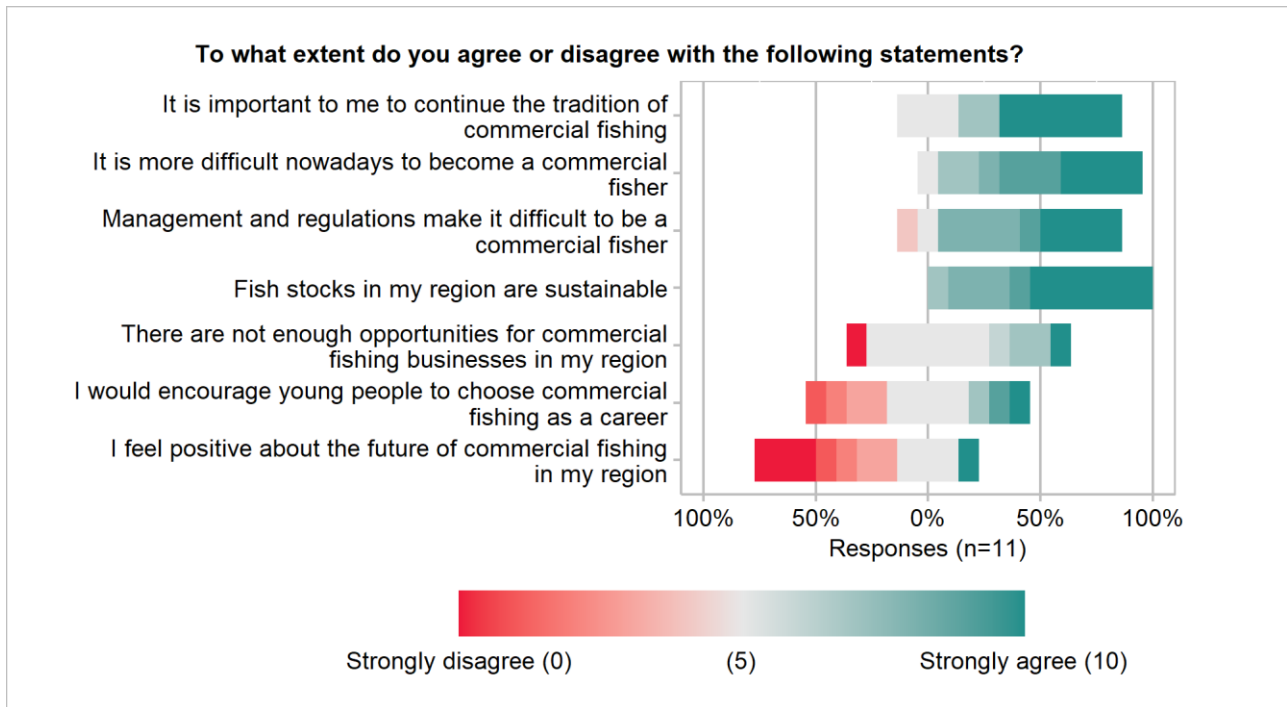 To what extent do you agree or disagree with the following statements?
It is important to me to continue the tradition of
commercial fishing
It is more difficult nowadays to become a commercial
fisher
Management and regulations make it difficult to be a
commercial fisher
Fish stocks in my region are sustainable
There are not enough opportunities for commercial
fishing businesses in my region
I would encourage young people to choose commercial
fishing as a career
I feel positive about the future of commercial fishing
in my region
100% 50% 0% 50% 100%
Responses (n=11)
Strongly disagree (0) (5) Strongly agree (10)